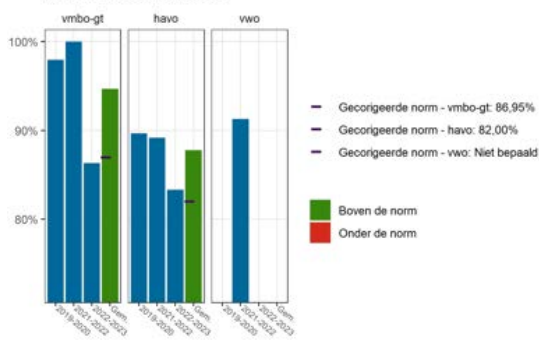 vmbo-gt havo vwo
100%
90%
80%
2019-2020 2021-2022 2022-2023 Gem. 2019-2020 2021-2022 2022-2023 Gem. 2019-2020 2021-2022 2022-2023 Gem.
Gecorigeerde norm - vmbo-gt: 86,95%
Gecorigeerde norm - havo: 82,00%
Gecorigeerde norm - vwo: Niet bepaald
Boven de norm
Onder de norm